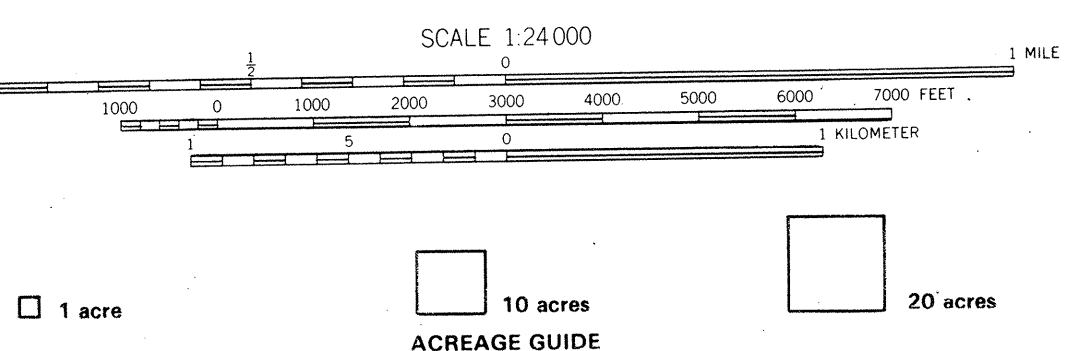 SCALE 1:24 000
1/2 0 1 MILE
1000 0 1000 2000 3000 4000 5000 6000 7000 FEET
1 5 0 1 KILOMETER
1 acre
10 acres
20 acres
ACREAGE GUIDE